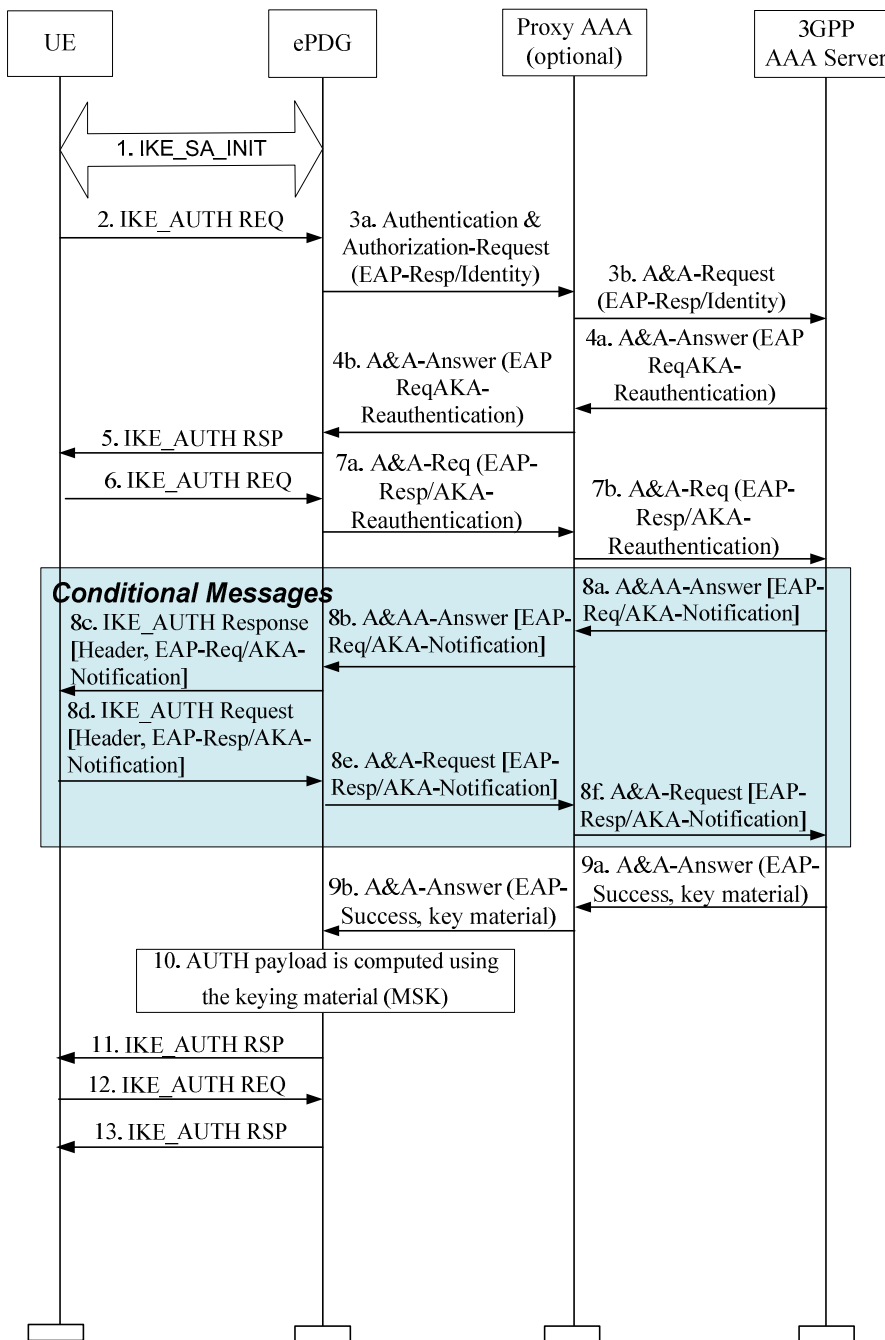 UE
ePDG
Proxy AAA
(optional)
3GPP
AAA Server
1. IKE_SA_INIT
2. IKE_AUTH REQ
3a. Authentication &
Authorization-Request
(EAP-Resp/Identity)
3b. A&A-Request
(EAP-Resp/Identity)
4a. A&A-Answer (EAP
ReqAKA-
Reauthentication)
4b. A&A-Answer (EAP
ReqAKA-
Reauthentication)
5. IKE_AUTH RSP
6. IKE_AUTH REQ
7a. A&A-Req (EAP-
Resp/AKA-
Reauthentication)
7b. A&A-Req (EAP-
Resp/AKA-
Reauthentication)
Conditional Messages
8a. A&AA-Answer [EAP-
Req/AKA-Notification]
8b. A&AA-Answer [EAP-
Req/AKA-Notification]
8c. IKE_AUTH Response
[Header, EAP-Req/AKA-
Notification]
8d. IKE_AUTH Request
[Header, EAP-Resp/AKA-
Notification]
8e. A&A-Request [EAP-
Resp/AKA-Notification]
8f. A&A-Request [EAP-
Resp/AKA-Notification]
9a. A&A-Answer (EAP-
Success, key material)
9b. A&A-Answer (EAP-
Success, key material)
10. AUTH payload is computed using
the keying material (MSK)
11. IKE_AUTH RSP
12. IKE_AUTH REQ
13. IKE_AUTH RSP